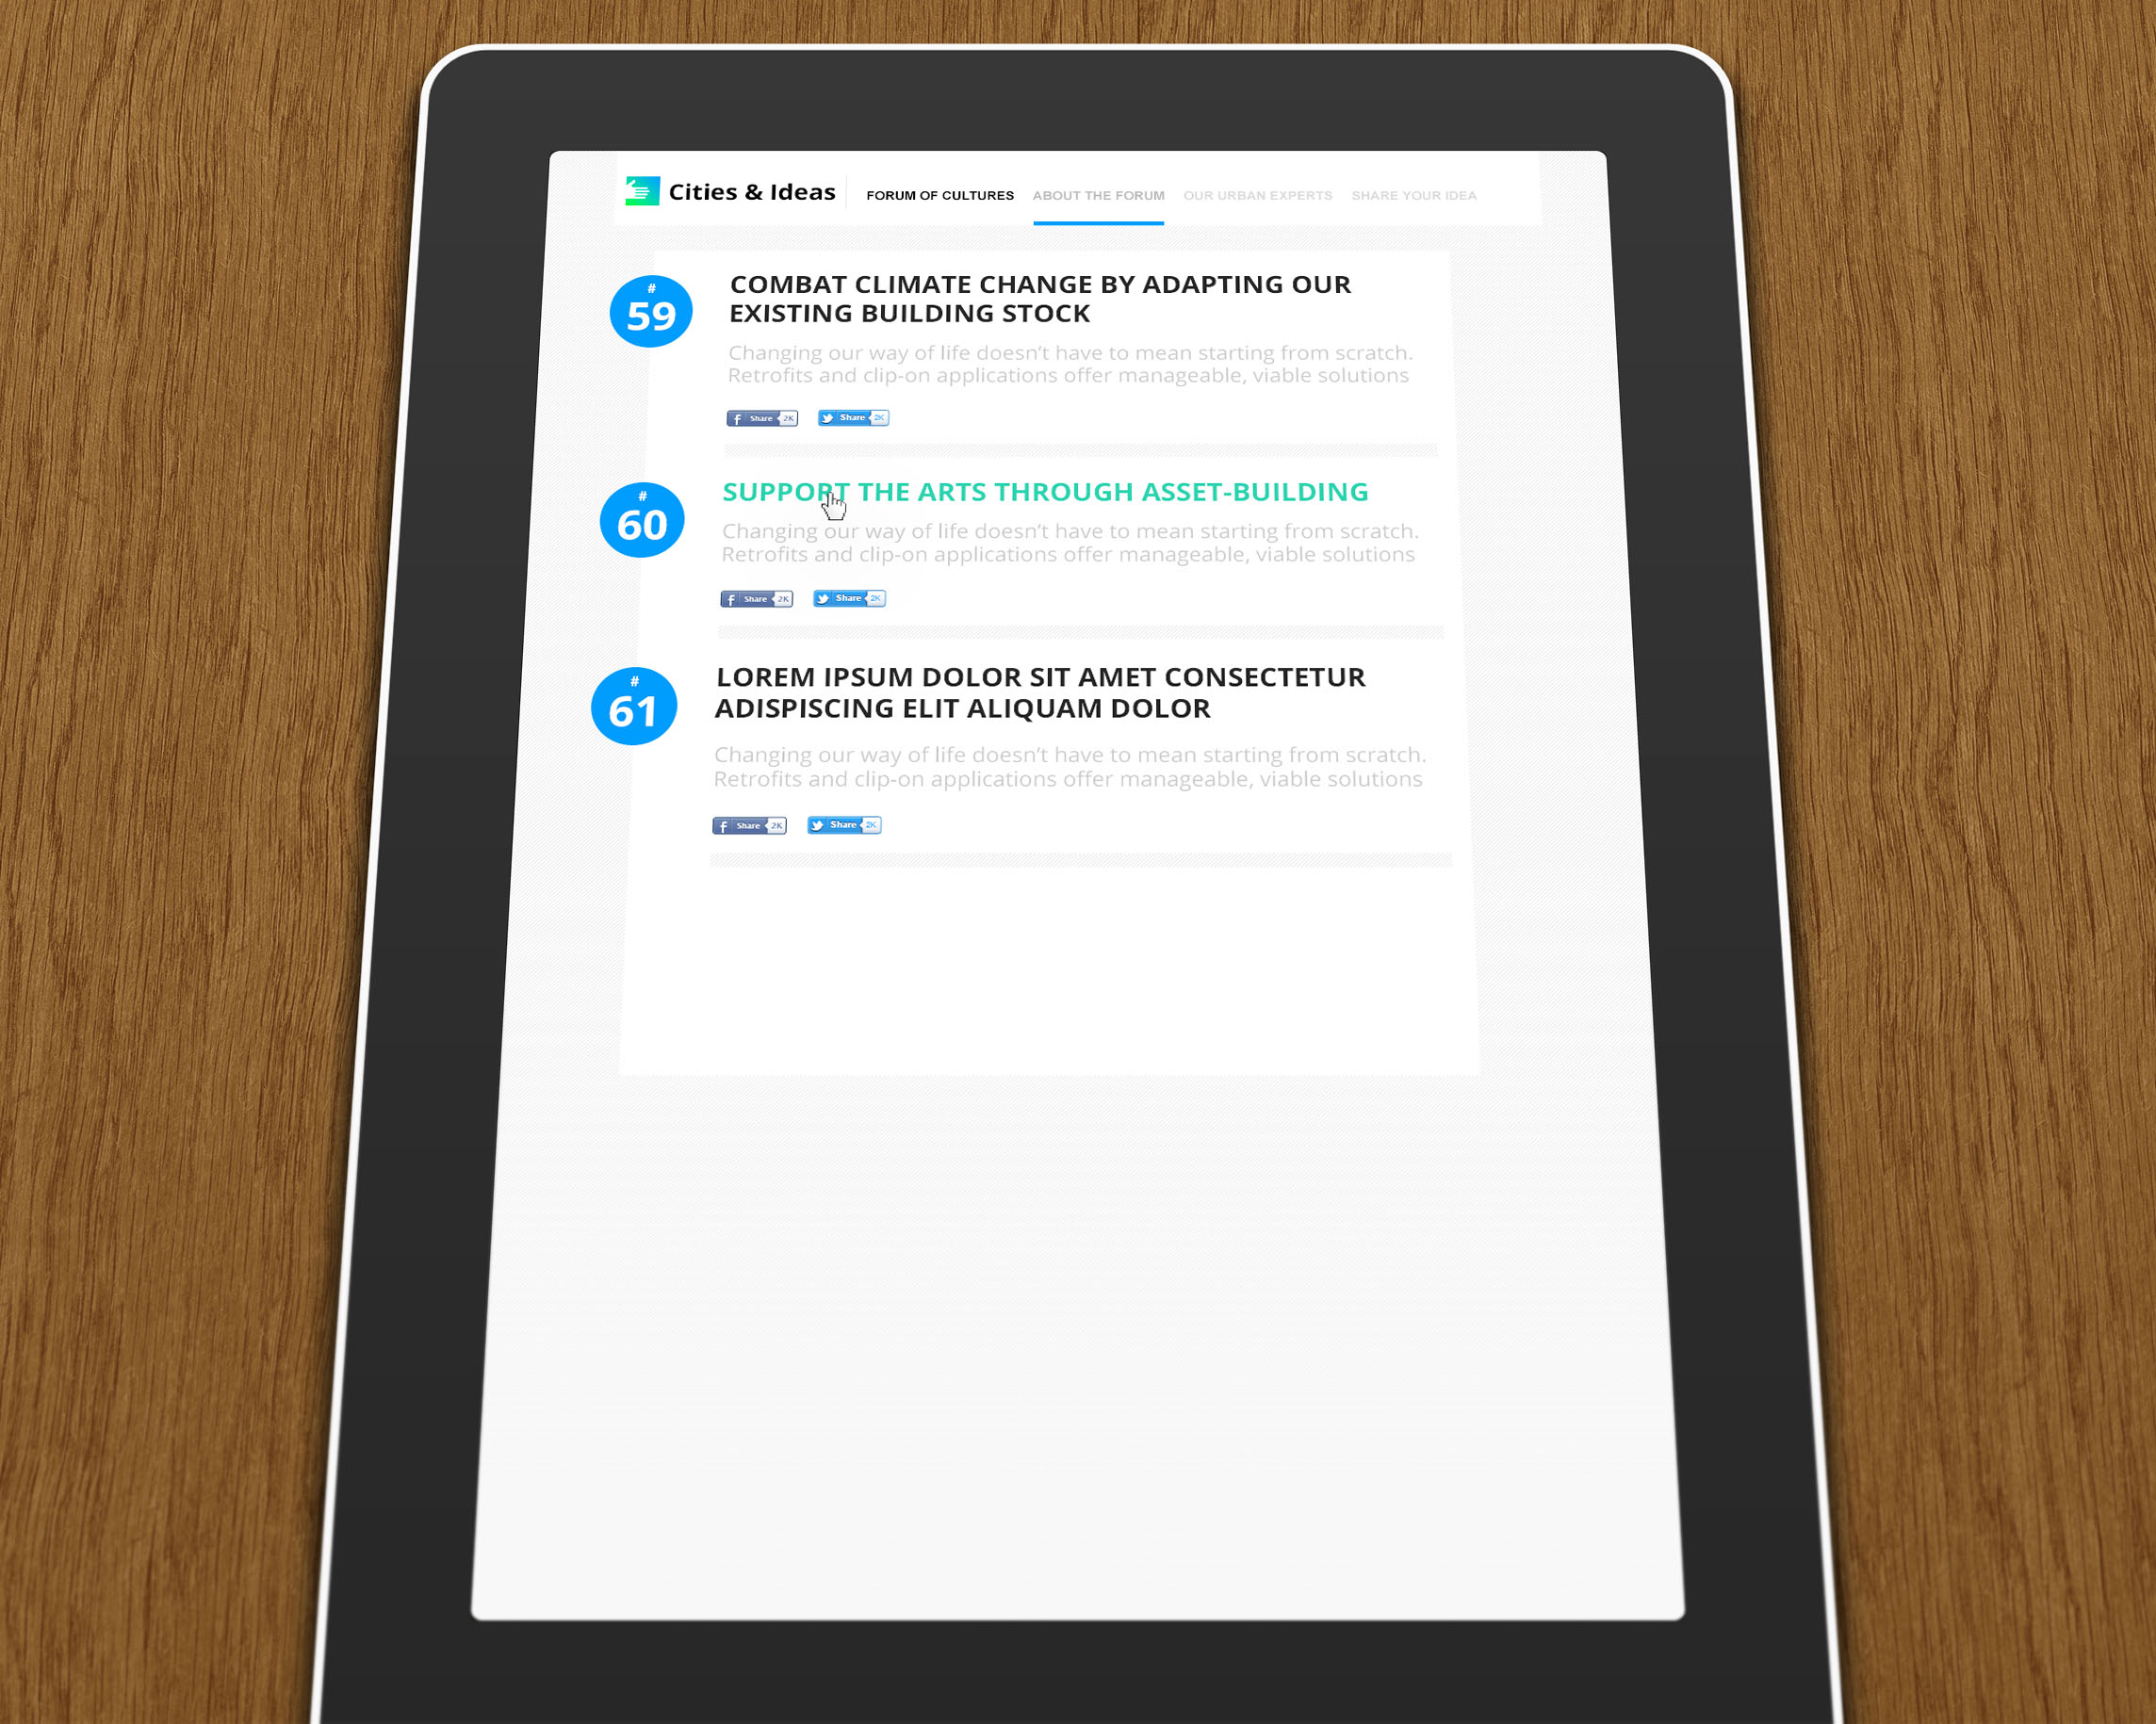 Cities & Ideas
FORUM OF CULTURES ABOUT THE FORUM OUR URBAN EXPERTS SHARE YOUR IDEA
#
59
COMBAT CLIMATE CHANGE BY ADAPTING OUR
EXISTING BUILDING STOCK
Changing our way of life doesn’t have to mean starting from scratch.
Retrofits and clip-on applications offer manageable, viable solutions
f Share 2K Share 2K
#
60
SUPPORT THE ARTS THROUGH ASSET-BUILDING
Changing our way of life doesn’t have to mean starting from scratch.
Retrofits and clip-on applications offer manageable, viable solutions
f Share 2K Share 2K
#
61
LOREM IPSUM DOLOR SIT AMET CONSECTETUR
ADISPISCING ELIT ALIQUAM DOLOR
Changing our way of life doesn’t have to mean starting from scratch.
Retrofits and clip-on applications offer manageable, viable solutions
f Share 2K Share 2K